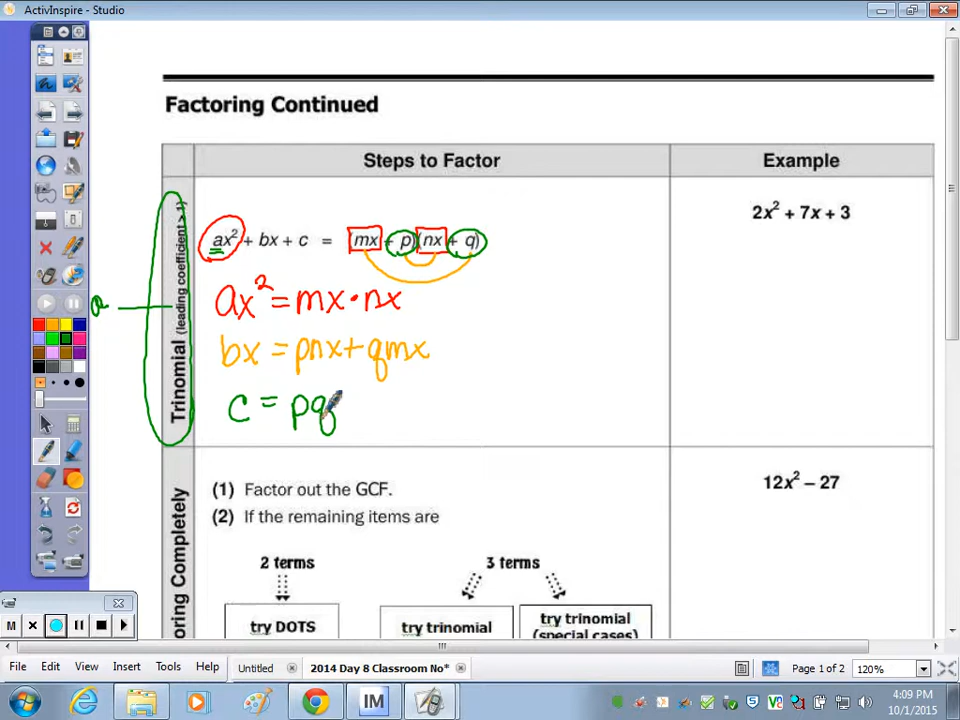 ActivInspire - Studio
Factoring Continued
Steps to Factor
Example
Trinomial (leading coefficient > 1)
ax² + bx + c = (mx + p)(nx + q)
2x² + 7x + 3
ax² = mx · nx
a
bx = pnx + qmx
c = pq
oring Completely
(1) Factor out the GCF.
(2) If the remaining items are
12x² – 27
2 terms
3 terms
try DOTS
try trinomial
try trinomial
(special cases)
File Edit View Insert Tools Help
Untitled
2014 Day 8 Classroom No*
Page 1 of 2
120%
IM
4:09 PM
10/1/2015